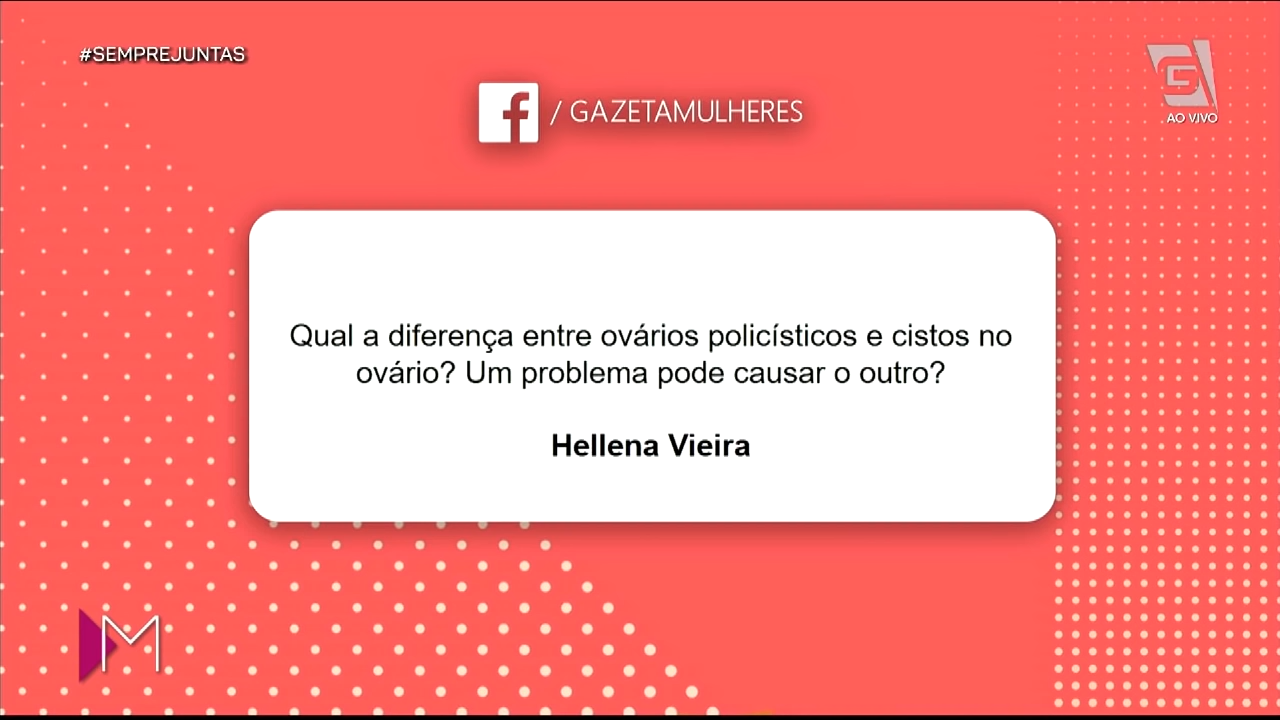 #SEMPREJUNTAS
G
AO VIVO
f / GAZETAMULHERES
Qual a diferença entre ovários policísticos e cistos no
ovário? Um problema pode causar o outro?
Hellena Vieira
M